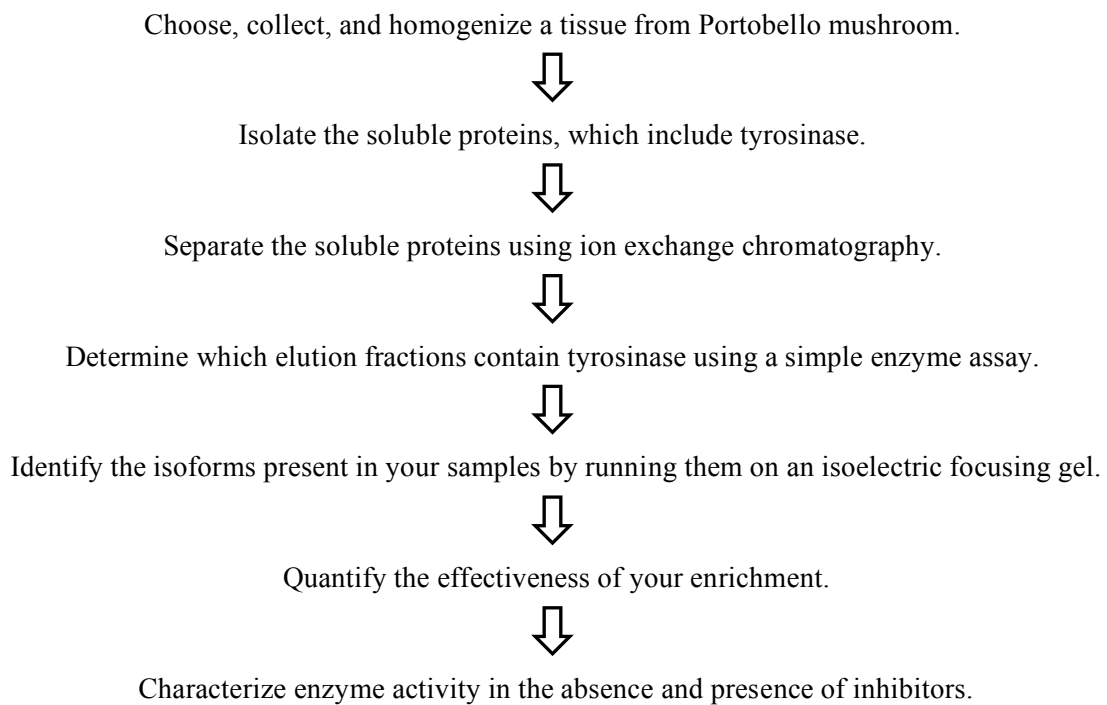 Choose, collect, and homogenize a tissue from Portobello mushroom.
Isolate the soluble proteins, which include tyrosinase.
Separate the soluble proteins using ion exchange chromatography.
Determine which elution fractions contain tyrosinase using a simple enzyme assay.
Identify the isoforms present in your samples by running them on an isoelectric focusing gel.
Quantify the effectiveness of your enrichment.
Characterize enzyme activity in the absence and presence of inhibitors.